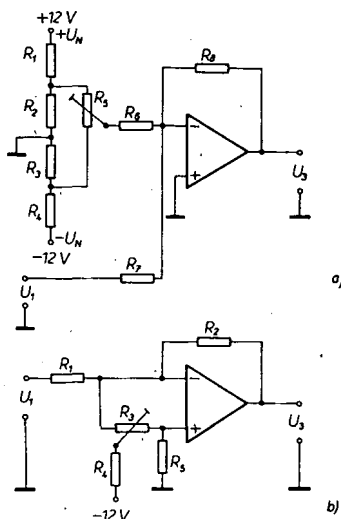 +12 V
+U_N
R_1
R_2
R_5
R_3
R_4
-U_N
-12 V
R_6
R_8
-
+
U_3
R_7
U_1
a)
R_1
R_2
U_1
R_3
-
+
R_4
R_5
-12 V
U_3
b)